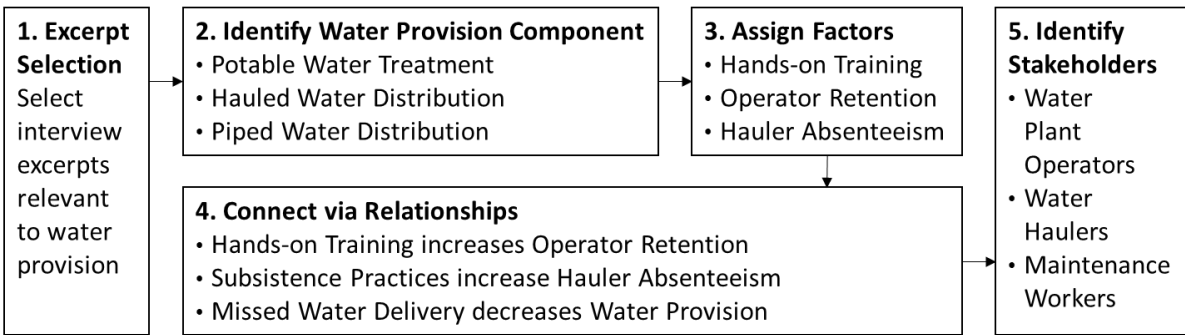 1. Excerpt
Selection
Select
interview
excerpts
relevant
to water
provision
2. Identify Water Provision Component
• Potable Water Treatment
• Hauled Water Distribution
• Piped Water Distribution
3. Assign Factors
• Hands-on Training
• Operator Retention
• Hauler Absenteeism
4. Connect via Relationships
• Hands-on Training increases Operator Retention
• Subsistence Practices increase Hauler Absenteeism
• Missed Water Delivery decreases Water Provision
5. Identify
Stakeholders
• Water
Plant
Operators
• Water
Haulers
• Maintenance
Workers